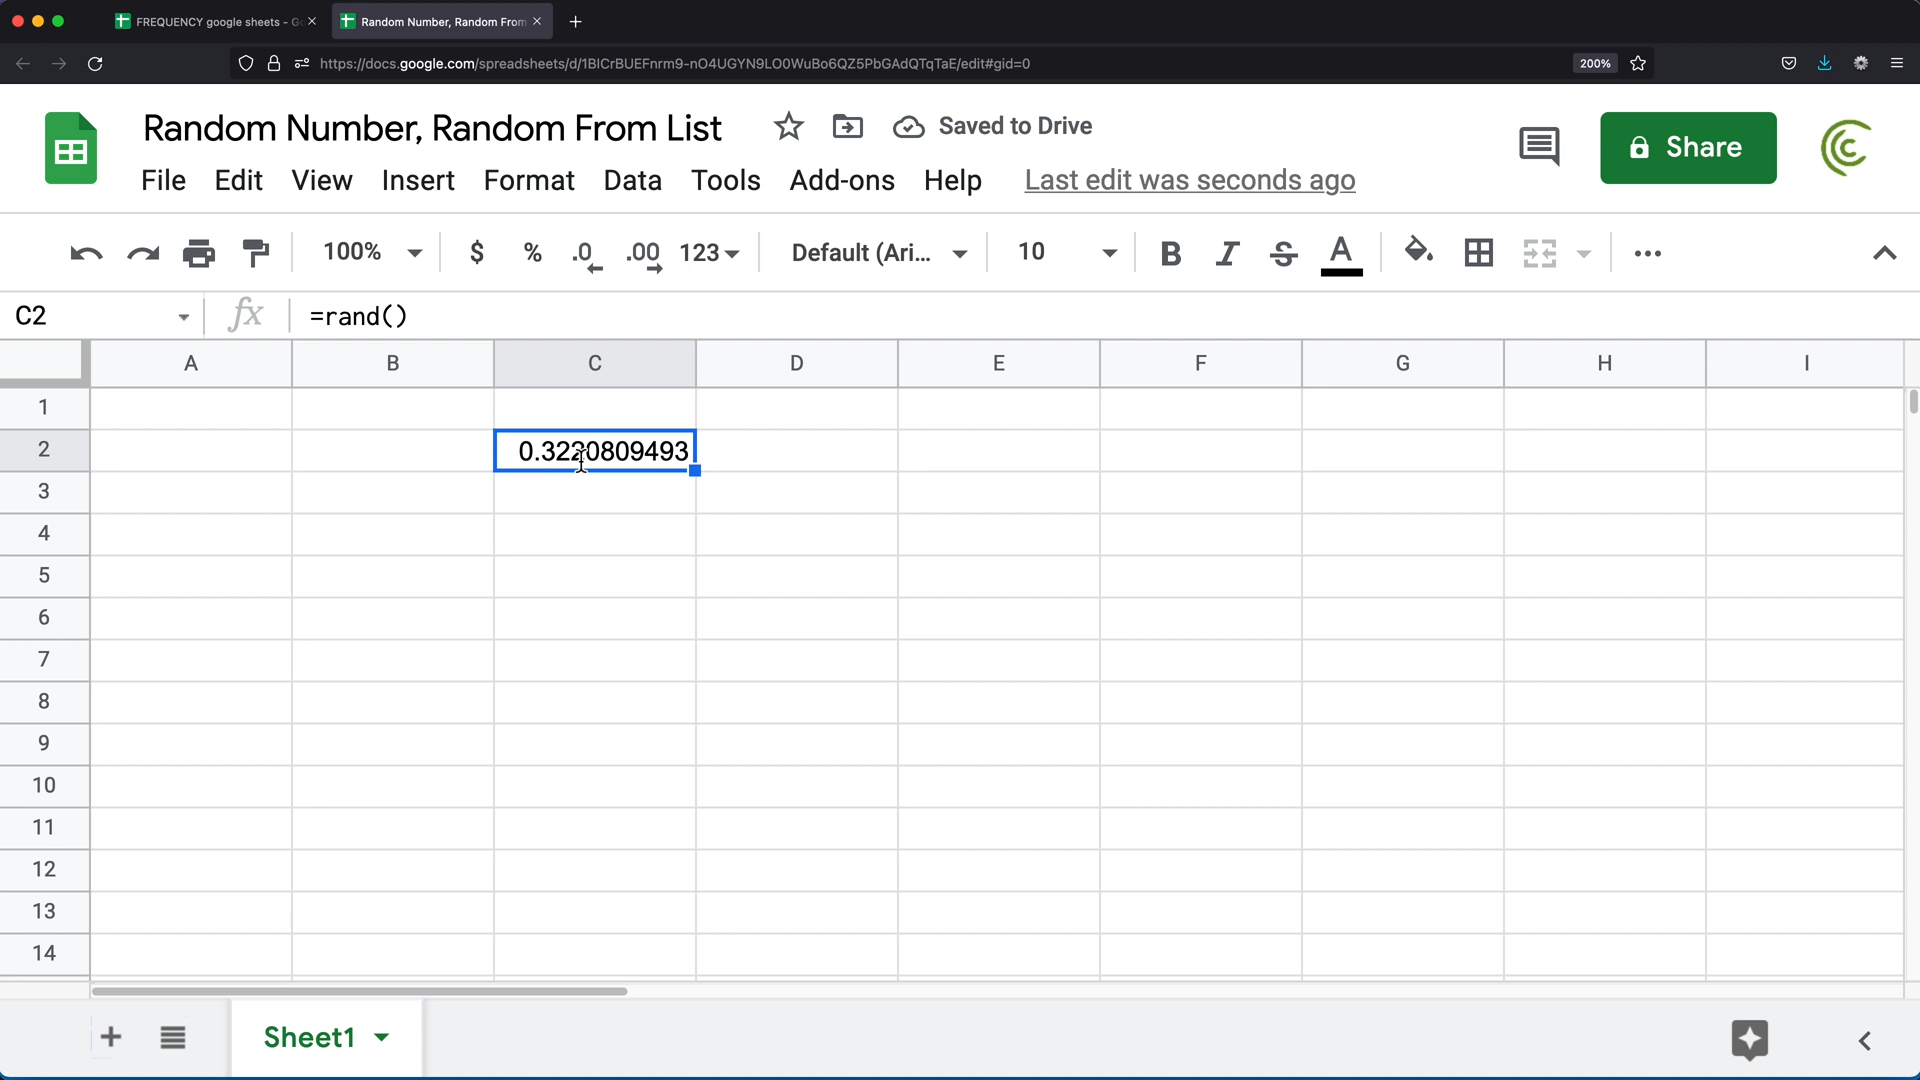 FREQUENCY google sheets - Go
Random Number, Random From
https://docs.google.com/spreadsheets/d/1BICrBUEFnrm9-nO4UGYN9LO0WuBo6QZ5PbGAdQTqTaE/edit#gid=0
200%
Random Number, Random From List
Saved to Drive
Share
File Edit View Insert Format Data Tools Add-ons Help Last edit was seconds ago
100% $ % .0 .00 123 Default (Ari... 10 B I S A
C2 fx =rand()
A B C D E F G H I
1
2 0.3220809493
3
4
5
6
7
8
9
10
11
12
13
14
Sheet1